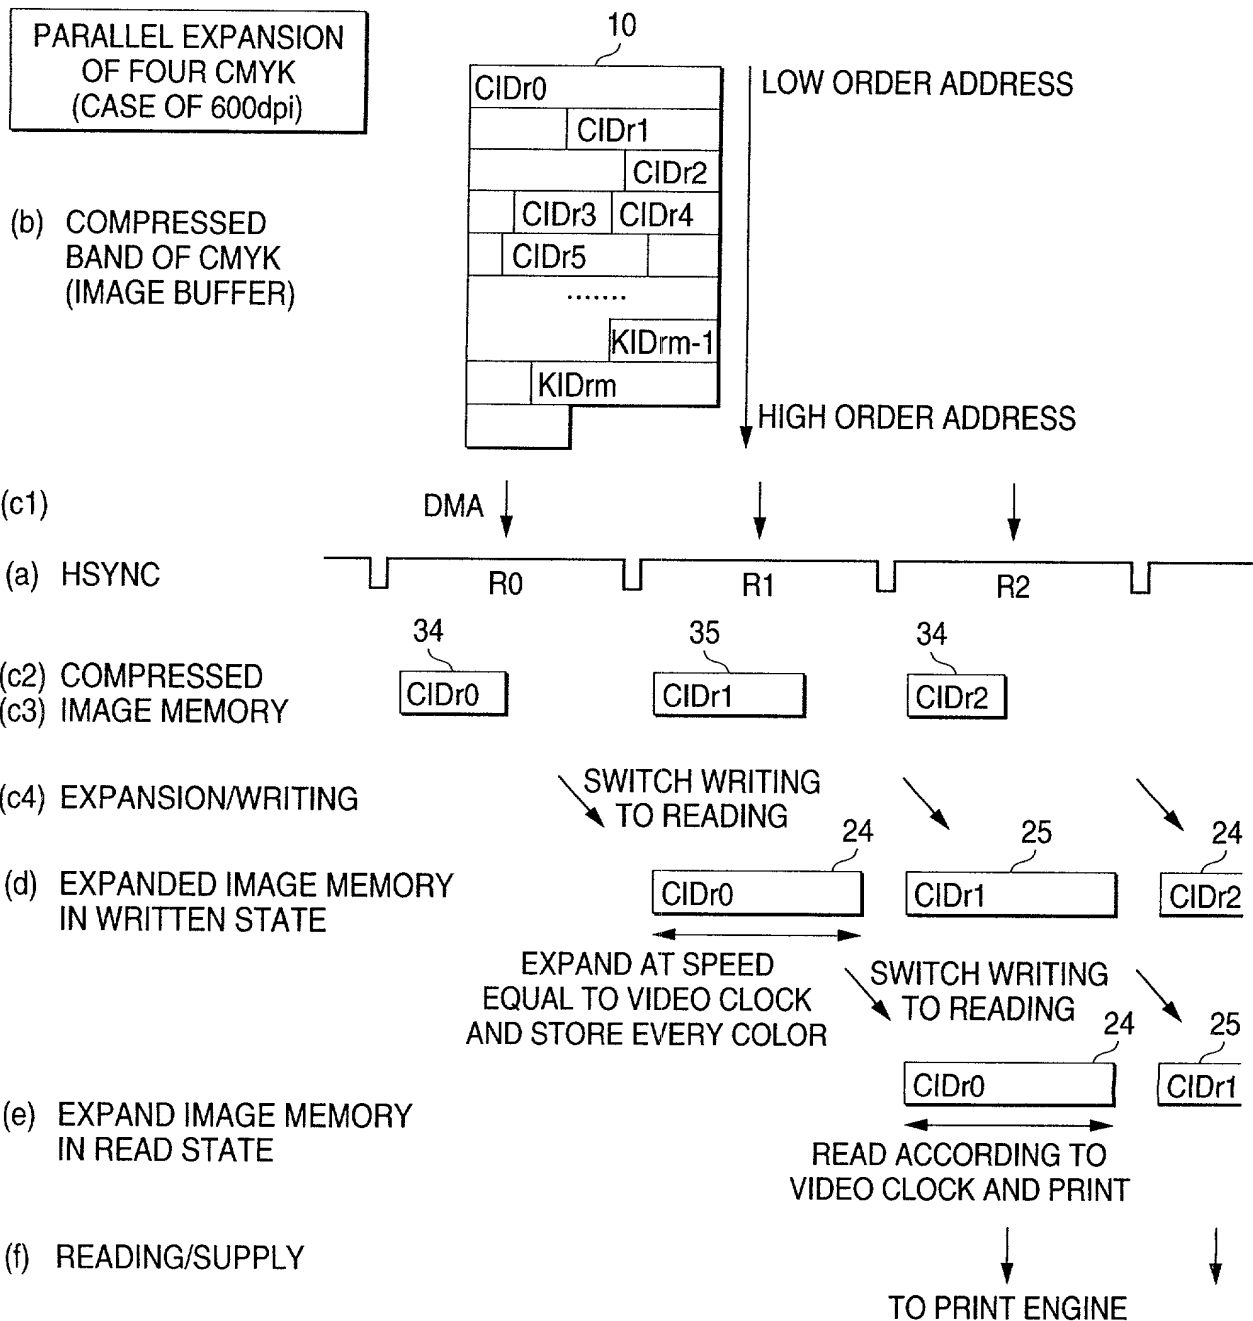 PARALLEL EXPANSION
OF FOUR CMYK
(CASE OF 600dpi)
10
CIDr0
LOW ORDER ADDRESS
CIDr1
CIDr2
(b) COMPRESSED
BAND OF CMYK
(IMAGE BUFFER)
CIDr3 CIDr4
CIDr5
.......
KIDrm-1
KIDrm
HIGH ORDER ADDRESS
(c1) DMA
(a) HSYNC R0 R1 R2
34 35 34
(c2) COMPRESSED
(c3) IMAGE MEMORY
CIDr0 CIDr1 CIDr2
(c4) EXPANSION/WRITING
SWITCH WRITING
TO READING
24 25 24
(d) EXPANDED IMAGE MEMORY
IN WRITTEN STATE
CIDr0 CIDr1 CIDr2
EXPAND AT SPEED
EQUAL TO VIDEO CLOCK
AND STORE EVERY COLOR
SWITCH WRITING
TO READING
24 25
CIDr0 CIDr1
(e) EXPAND IMAGE MEMORY
IN READ STATE
READ ACCORDING TO
VIDEO CLOCK AND PRINT
(f) READING/SUPPLY
TO PRINT ENGINE